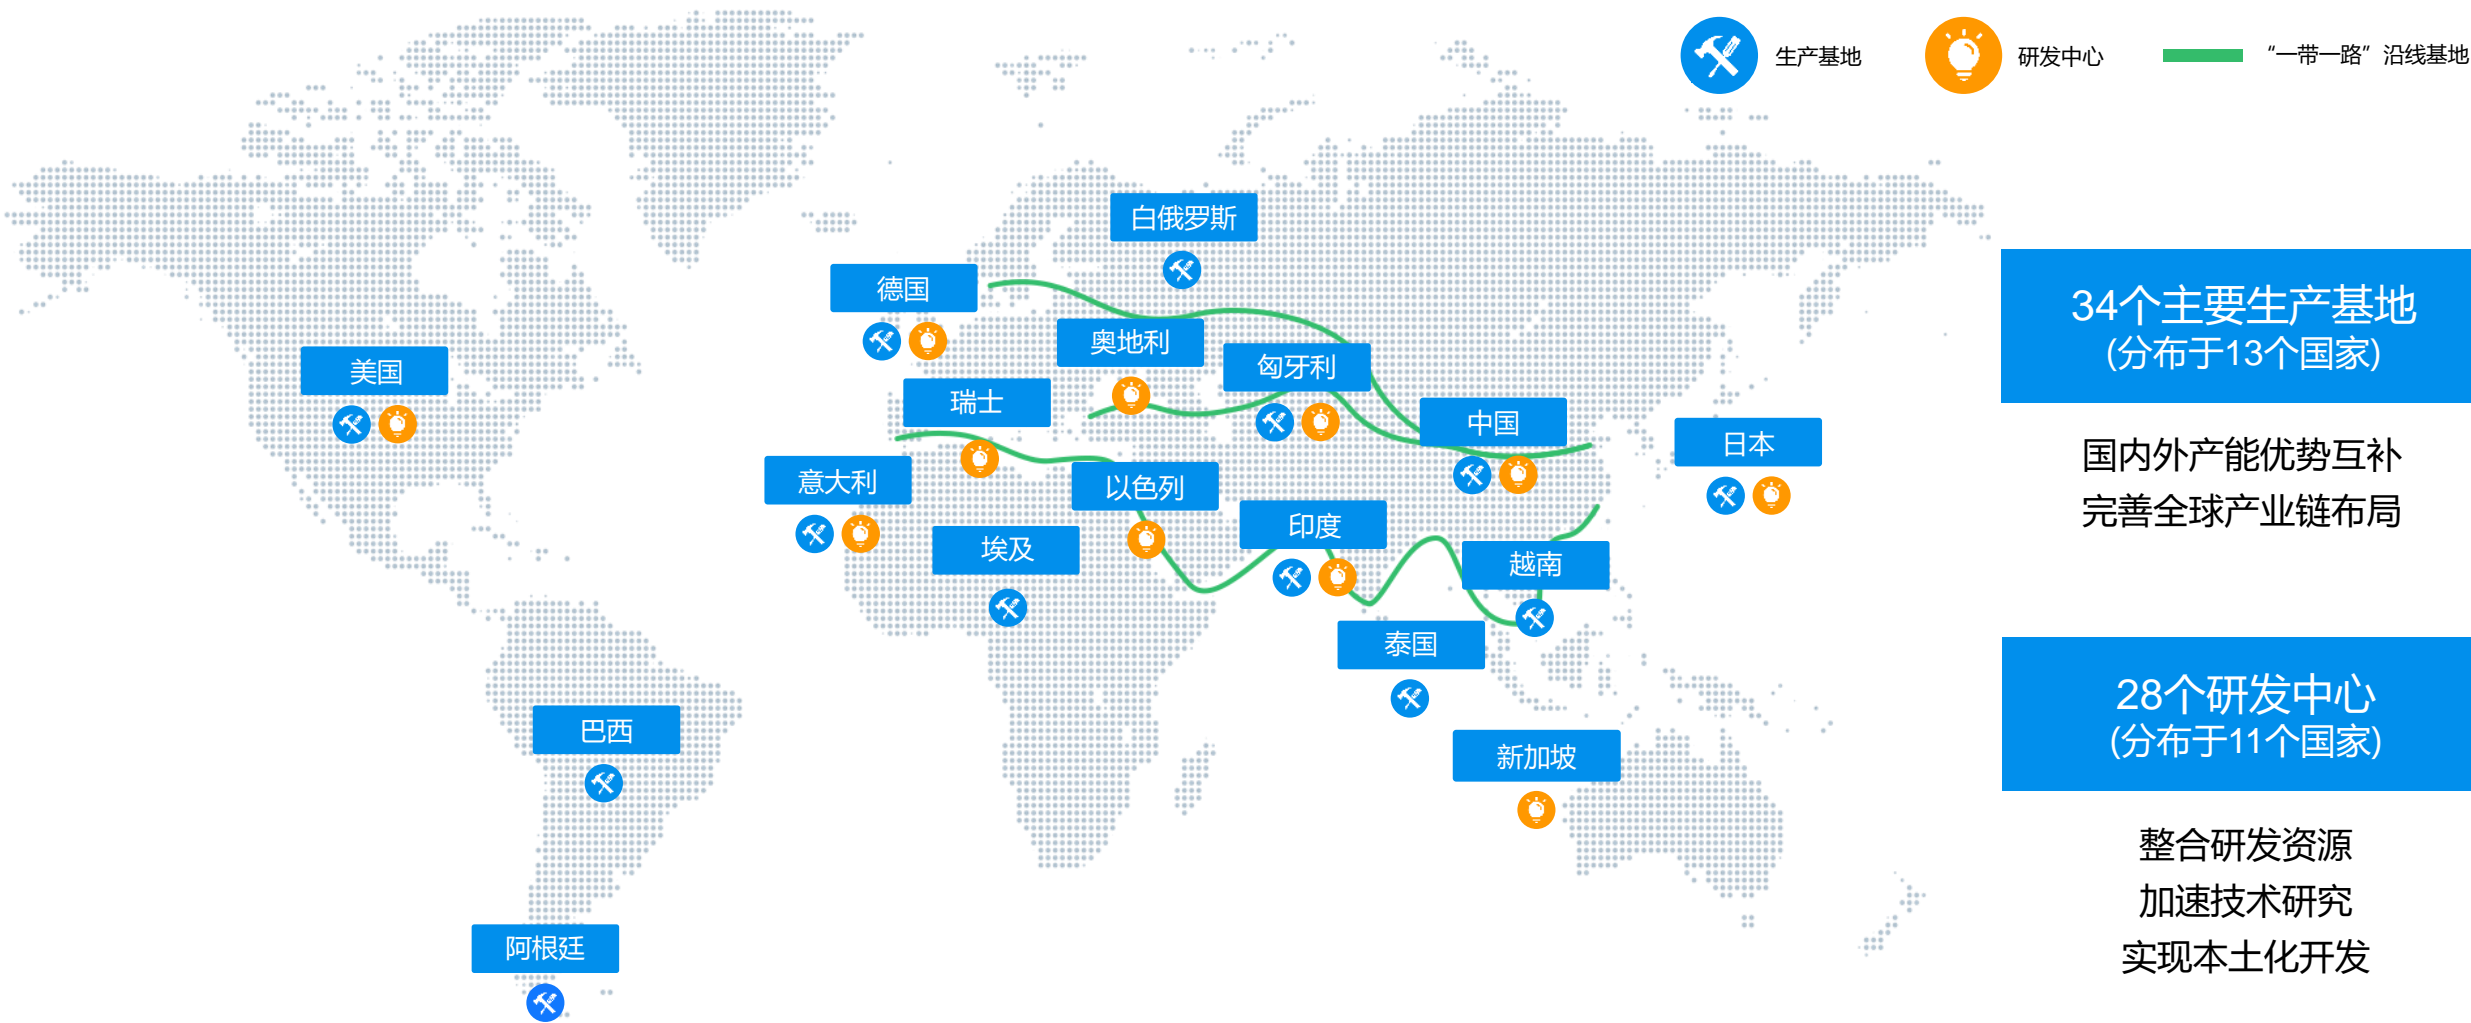 生产基地
研发中心
“一带一路”沿线基地
白俄罗斯
德国
奥地利
匈牙利
美国
瑞士
中国
日本
意大利
以色列
印度
埃及
越南
泰国
巴西
新加坡
阿根廷
34个主要生产基地
(分布于13个国家)
国内外产能优势互补
完善全球产业链布局
28个研发中心
(分布于11个国家)
整合研发资源
加速技术研究
实现本土化开发